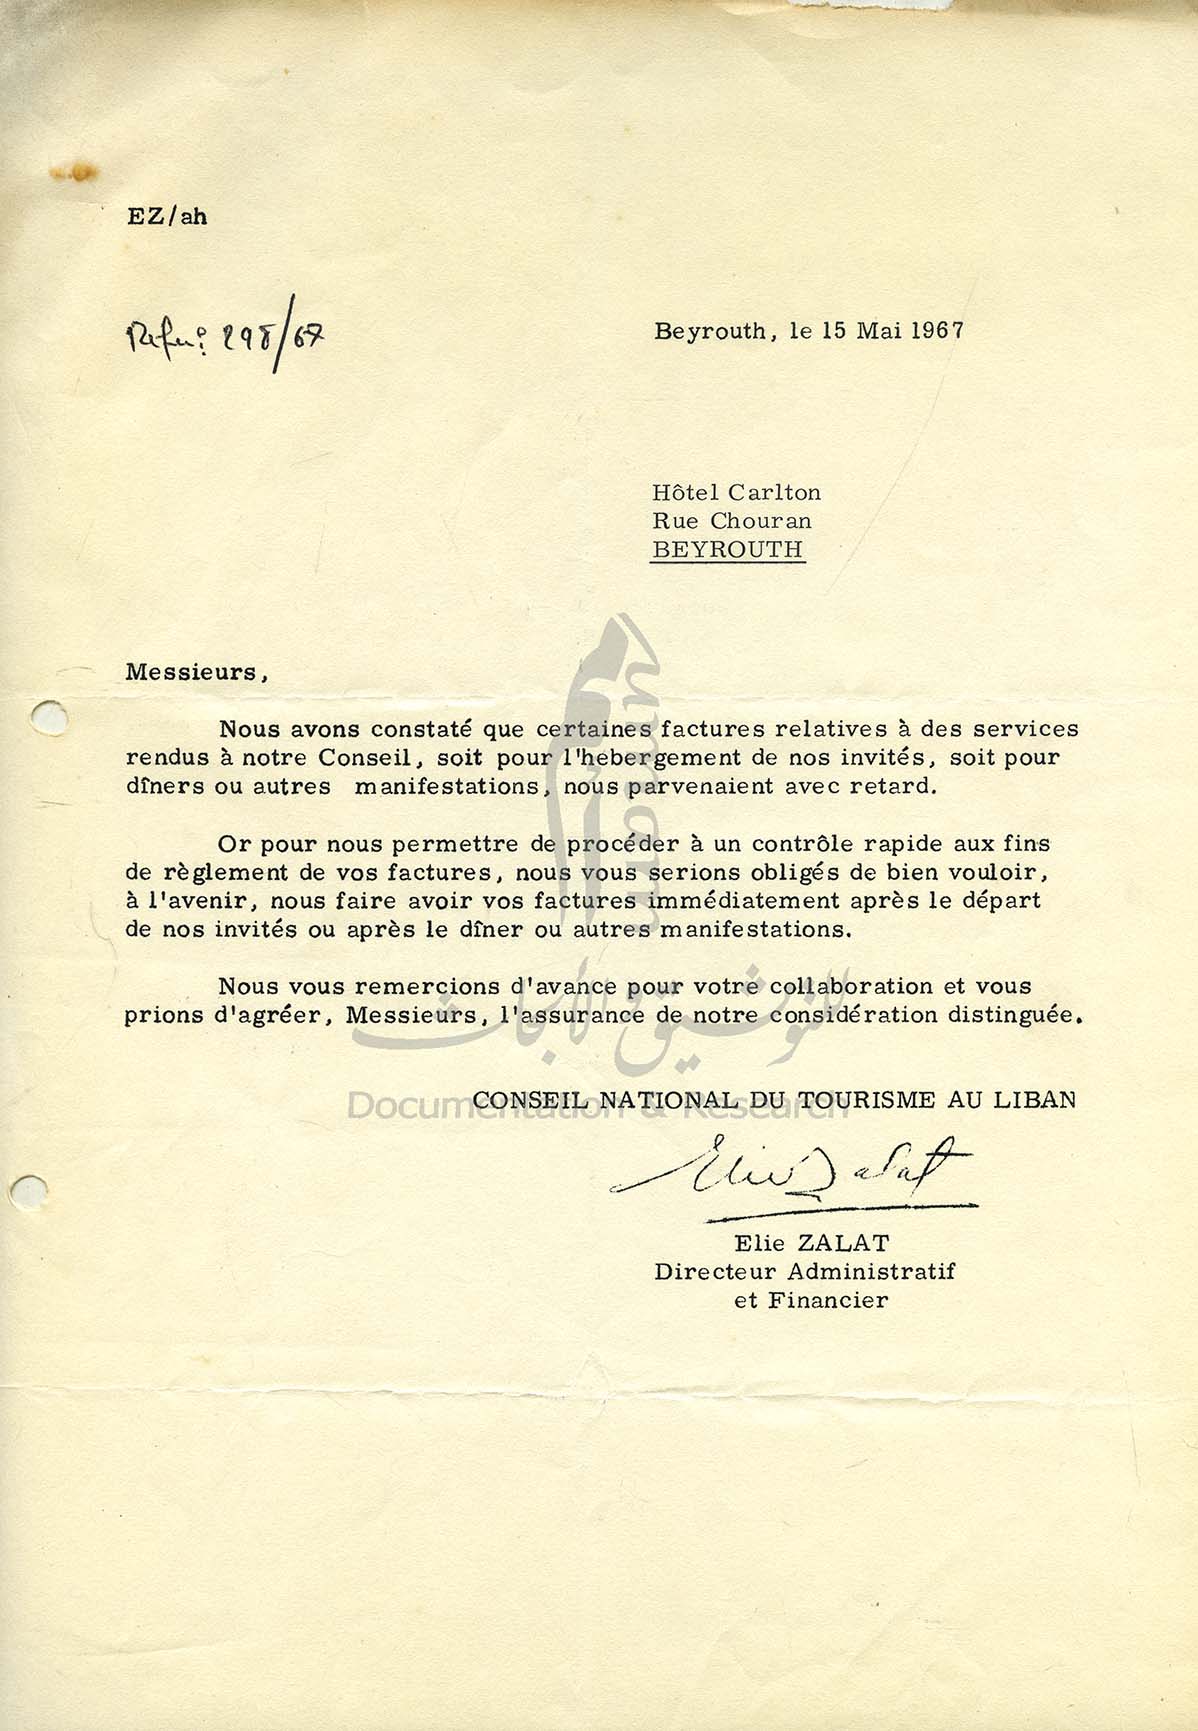 EZ/ah
Refer: 298/67
Beyrouth, le 15 Mai 1967
Hôtel Carlton
Rue Chouran
BEYROUTH
Messieurs,
Nous avons constaté que certaines factures relatives à des services
rendus à notre Conseil, soit pour l'hébergement de nos invités, soit pour
dîners ou autres manifestations, nous parvenaient avec retard.
Or pour nous permettre de procéder à un contrôle rapide aux fins
de règlement de vos factures, nous vous serions obligés de bien vouloir,
à l'avenir, nous faire avoir vos factures immédiatement après le départ
de nos invités ou après le dîner ou autres manifestations.
Nous vous remercions d'avance pour votre collaboration et vous
prions d'agréer, Messieurs, l'assurance de notre considération distinguée.
CONSEIL NATIONAL DU TOURISME AU LIBAN
Elie Zalat
Elie ZALAT
Directeur Administratif
et Financier
umam
للتوثيق والأبحاث
Documentation & Research